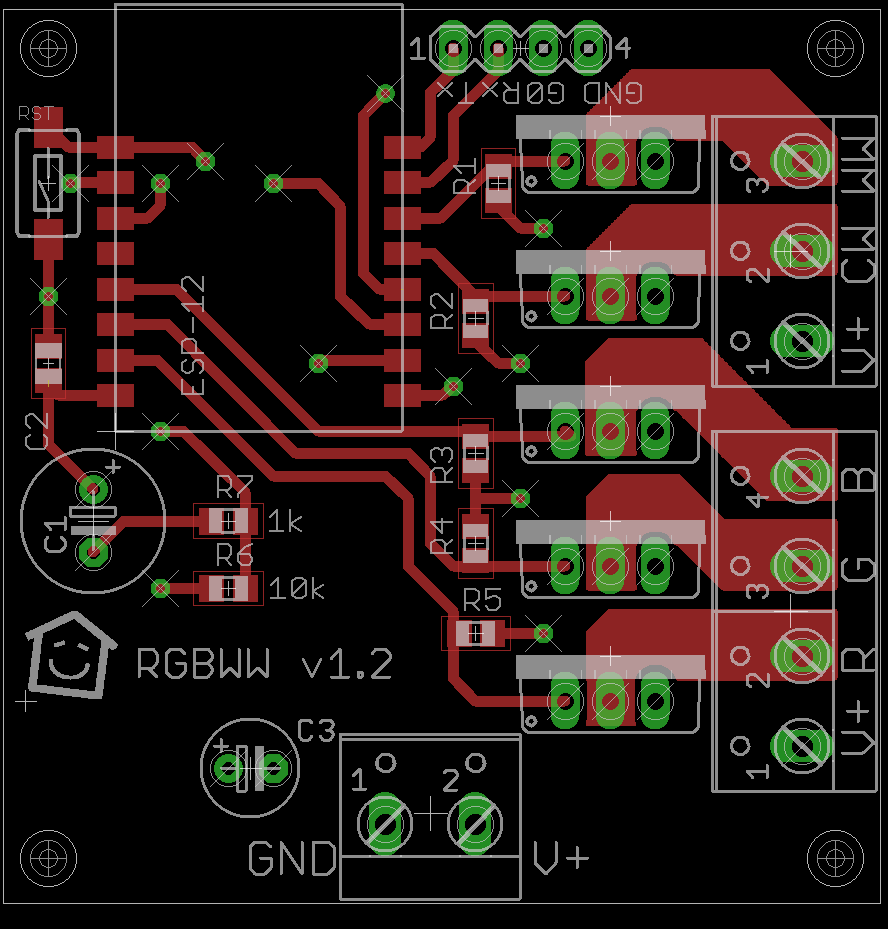 1
4
GND G0 RX TX
RST
R1
WW
3
CW
2
V+
1
R2
ESP-12
C2
R3
B
4
R7
1k
C1
R4
G
3
R6
10k
R5
RGBWW v1.2
R
2
V+
1
C3
1
2
GND
V+